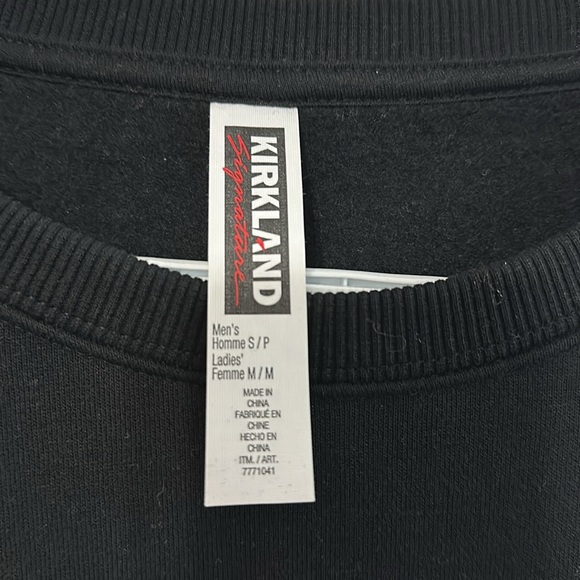 KIRKLAND
Signature
Men's
Homme S / P
Ladies'
Femme M / M
MADE IN
CHINA
FABRIQUÉ EN
CHINE
HECHO EN
CHINA
ITM. / ART.
7771041